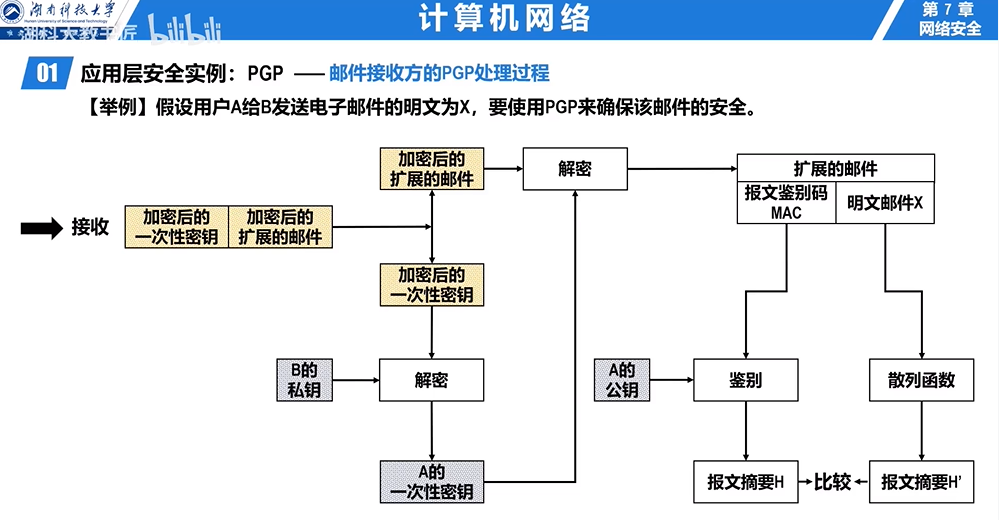 湖南科技大学
Hunan University of Science and Technology
湖科大教书匠 bilibili
计算机网络
第 7 章
网络安全
01 应用层安全实例：PGP —— 邮件接收方的PGP处理过程
【举例】假设用户A给B发送电子邮件的明文为X，要使用PGP来确保该邮件的安全。
加密后的
扩展的邮件
解密
扩展的邮件
报文鉴别码
MAC
明文邮件X
接收
加密后的
一次性密钥
加密后的
扩展的邮件
加密后的
一次性密钥
B的
私钥
解密
A的
公钥
鉴别
散列函数
A的
一次性密钥
报文摘要H
比较
报文摘要H’